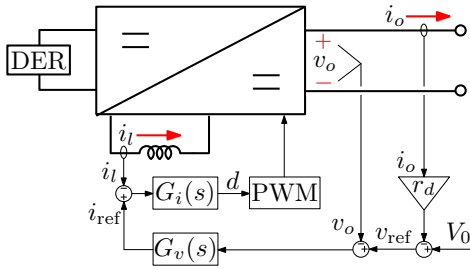 i_o
DER
+
v_o
−
i_l
i_o
i_l
G_i(s)
d
PWM
r_d
i_ref
v_o
v_ref
V_0
G_v(s)